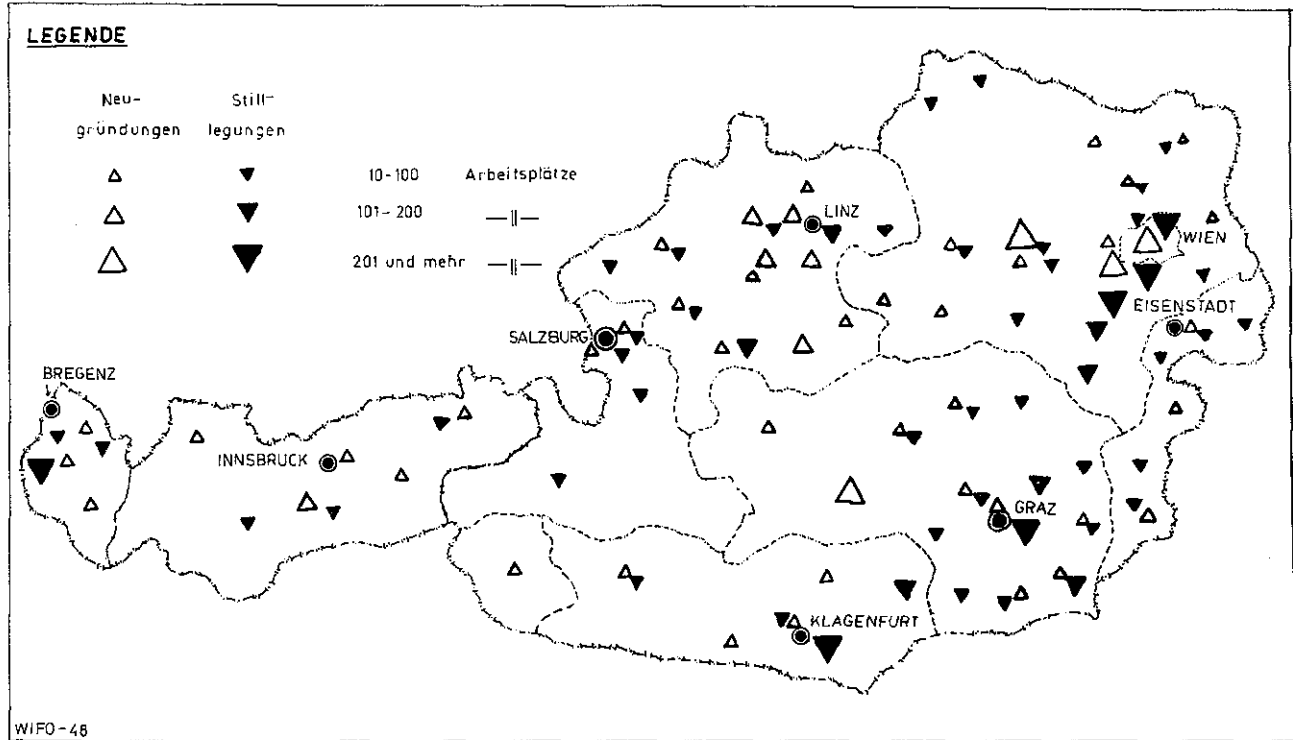 LEGENDE
Neu- Still-
gründungen legungen
10-100 Arbeitsplätze
101-200 —||—
201 und mehr —||—
LINZ
WIEN
EISENSTADT
SALZBURG
BREGENZ
INNSBRUCK
GRAZ
KLAGENFURT
WIFO-48